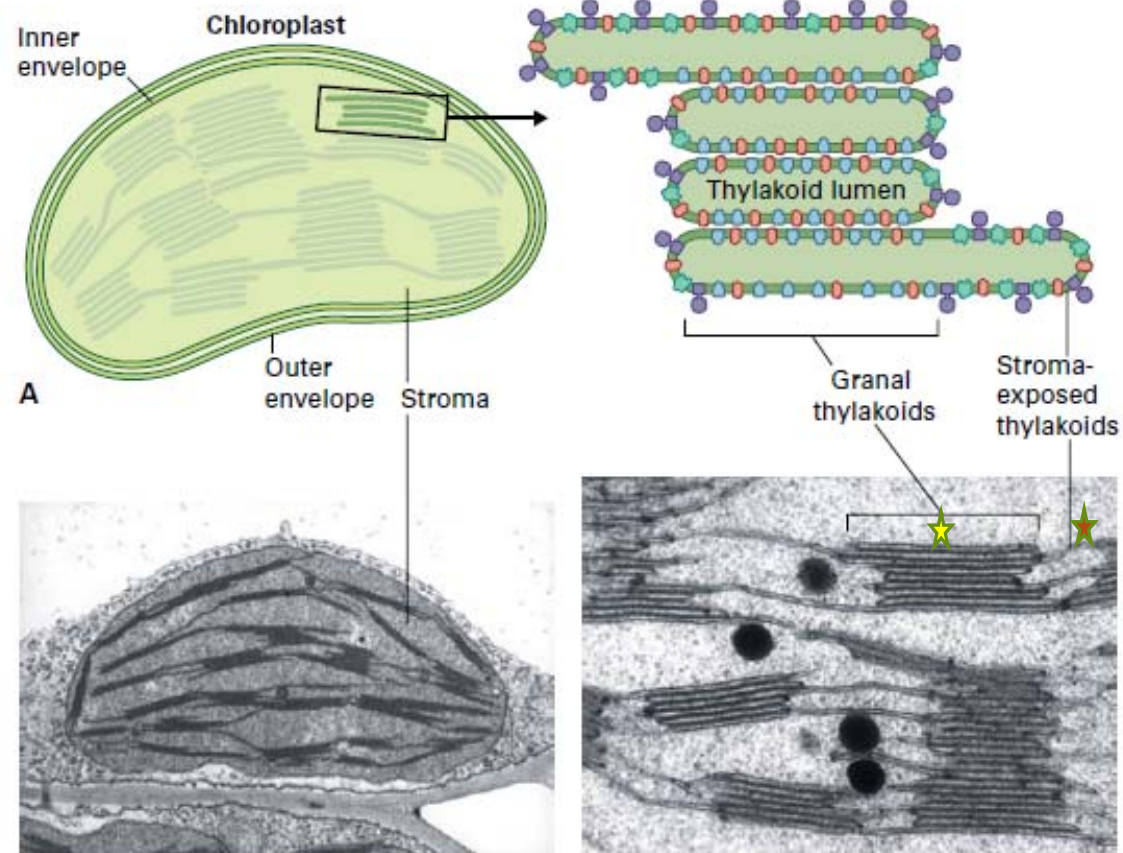 Chloroplast
Inner
envelope
Thylakoid lumen
Outer
envelope
Stroma
A
Granal
thylakoids
Stroma-
exposed
thylakoids